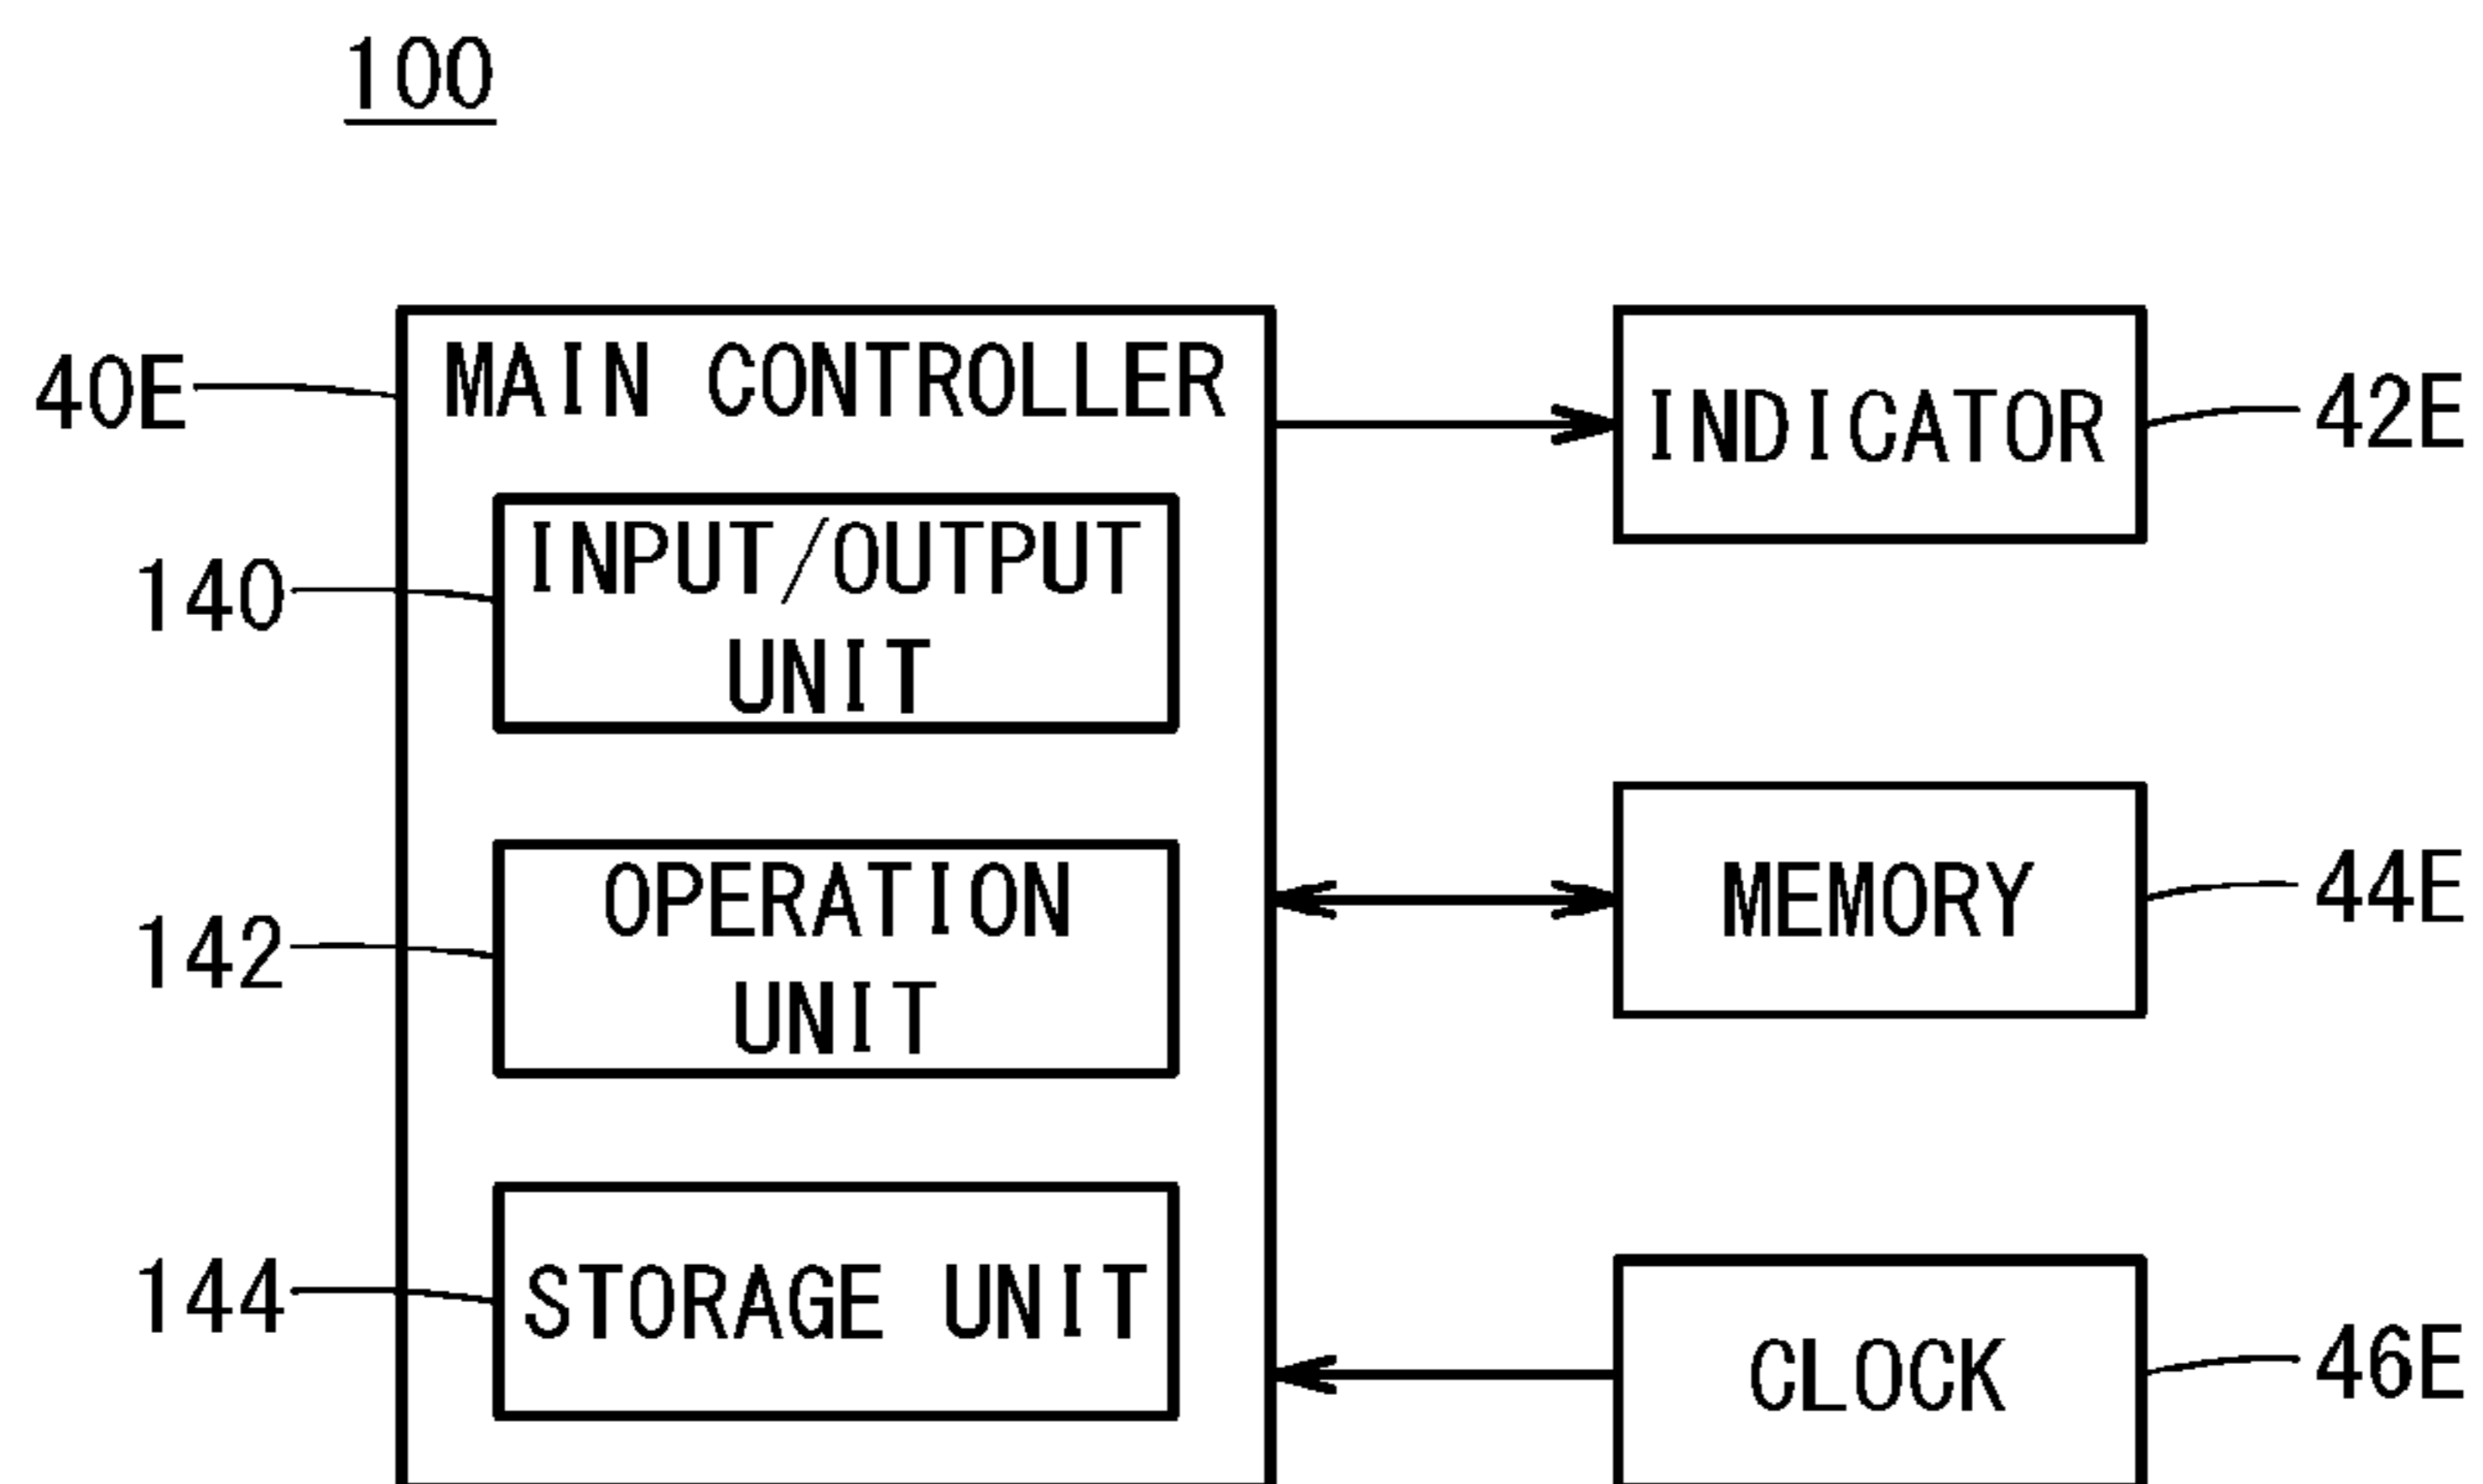 100
40E
MAIN CONTROLLER
INDICATOR
42E
140
INPUT/OUTPUT
UNIT
142
OPERATION
UNIT
MEMORY
44E
144
STORAGE UNIT
CLOCK
46E